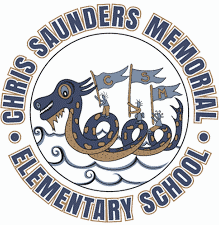 CHRIS SAUNDERS MEMORIAL
C S M
ELEMENTARY SCHOOL